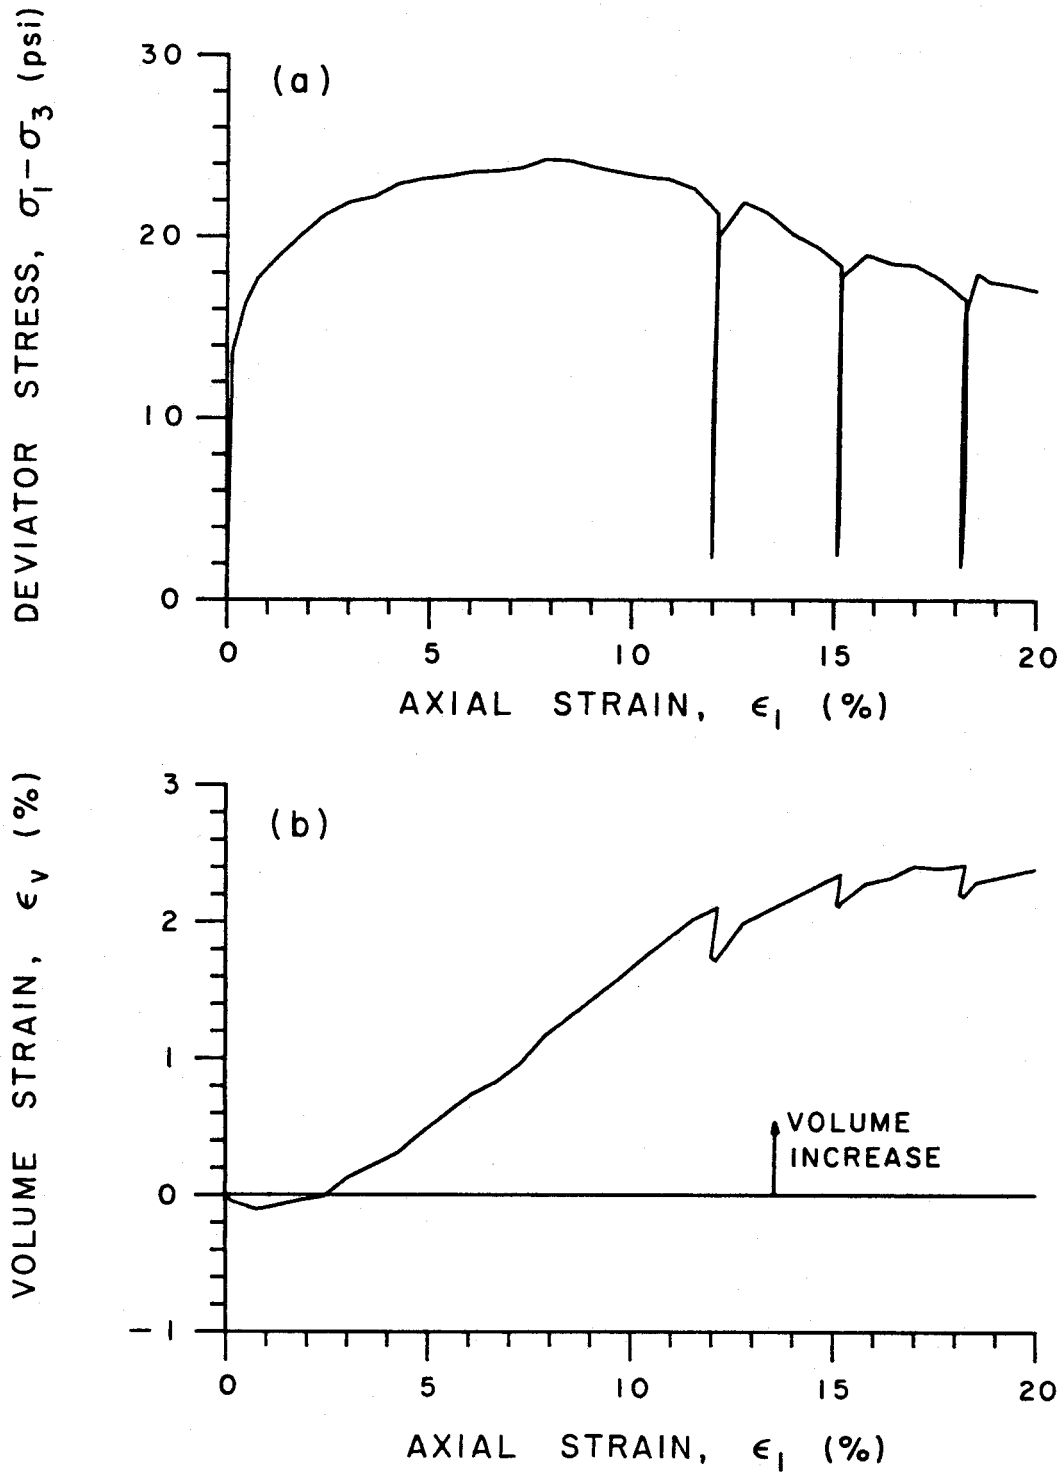 DEVIATOR STRESS, σ₁−σ₃ (psi)
(a)
30
20
10
0
0 5 10 15 20
AXIAL STRAIN, ϵ₁ (%)
VOLUME STRAIN, ϵᵥ (%)
(b)
3
2
1
0
−1
VOLUME
INCREASE
0 5 10 15 20
AXIAL STRAIN, ϵ₁ (%)